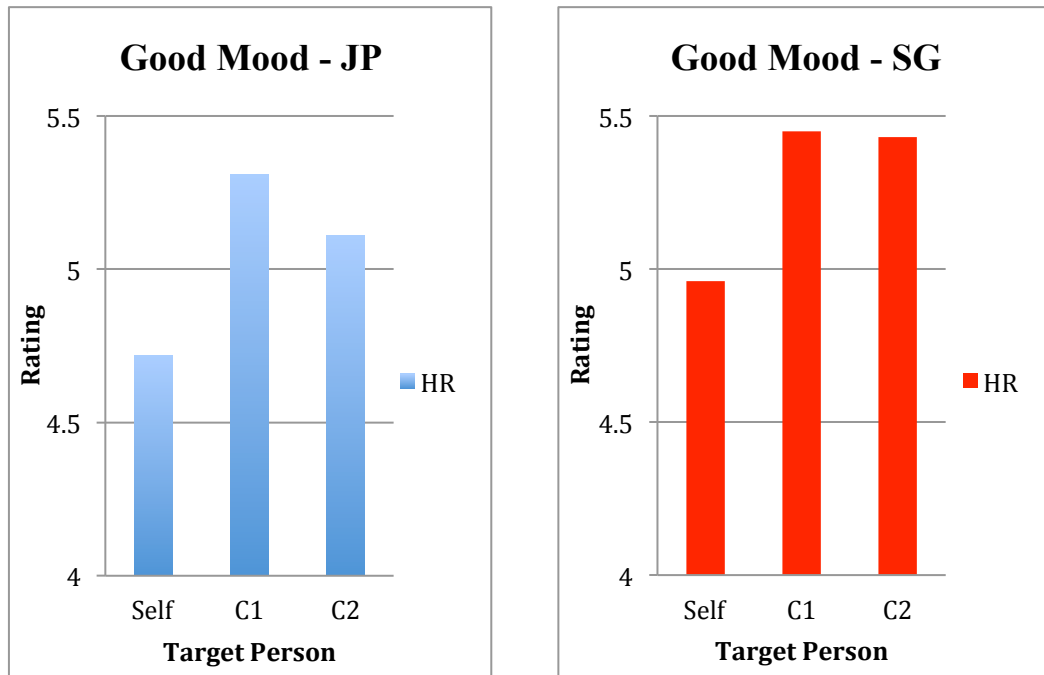 Good Mood - JP
5.5
5
4.5
4
Rating
Self C1 C2
Target Person
HR
Good Mood - SG
5.5
5
4.5
4
Rating
Self C1 C2
Target Person
HR